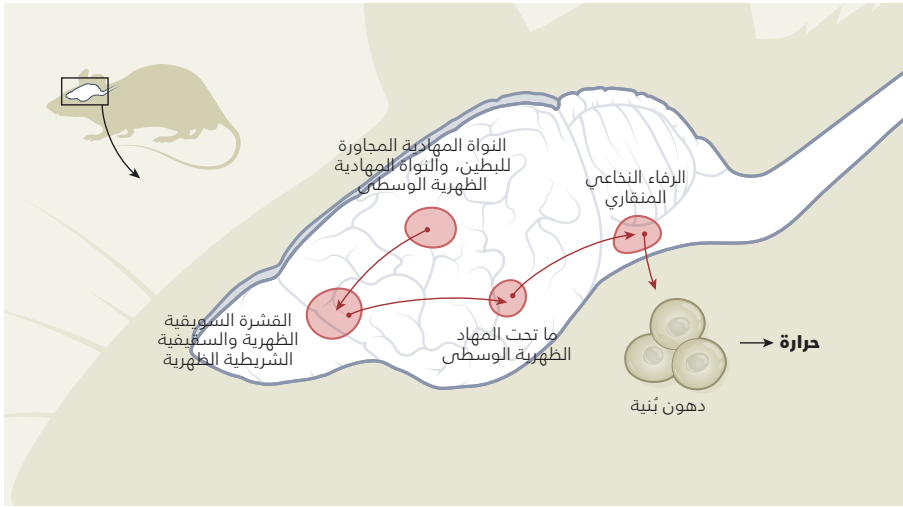 النواة المهادية المجاورة
للبطين، والنواة المهادية
الظهرية الوسطى
الرفاء النخاعي
المنقاري
القشرة السويقية
الظهرية والسقيفية
الشريطية الظهرية
ما تحت المهاد
الظهرية الوسطى
حرارة
دهون بُنية